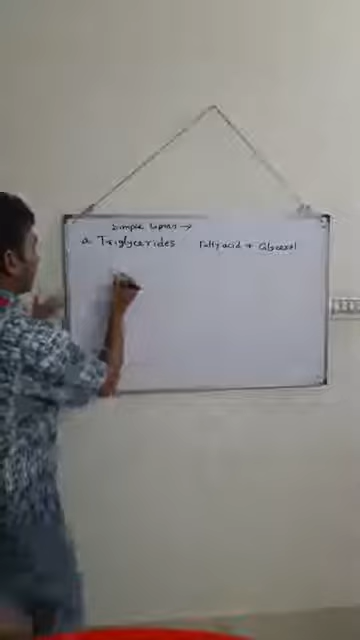 Simple Lipids →
a. Triglycerides Fatty acid + Glycerol